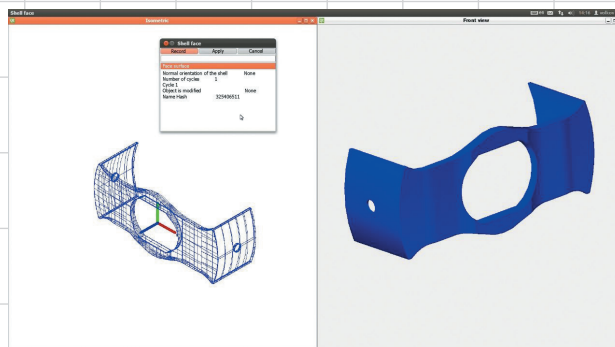 Shell face
Isometric
Front view
Shell face
Record Apply Cancel
Face surface
Normal orientation of the shell None
Number of cycles 1
Cycle 1
Object is modified None
Name Hash 325406511